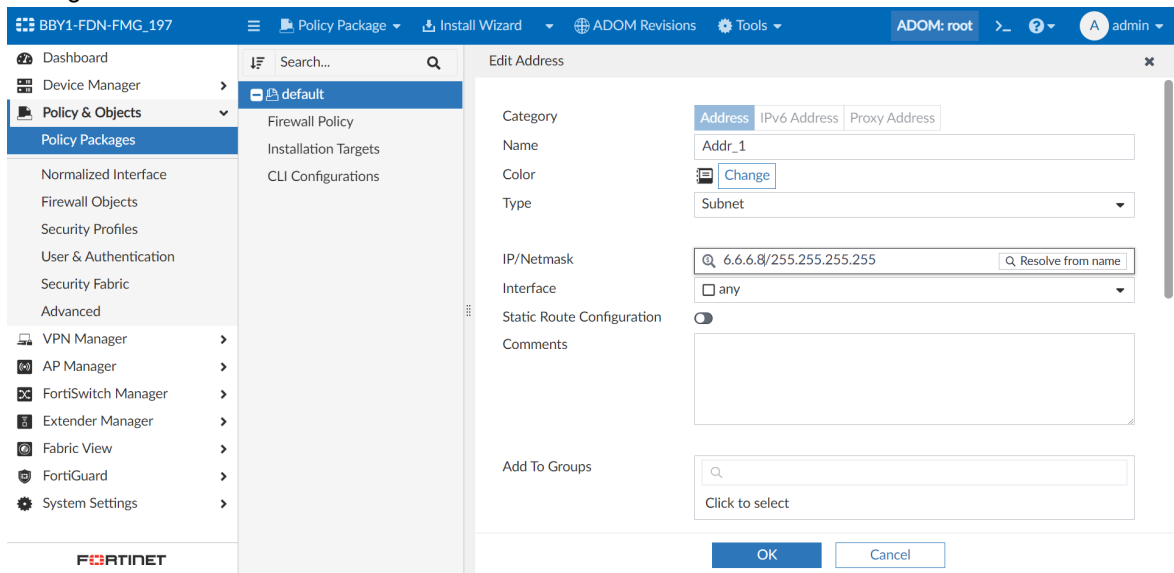 BBY1-FDN-FMG_197
Policy Package
Install Wizard
ADOM Revisions
Tools
ADOM: root
>_
?
A admin
Dashboard
Device Manager
Policy & Objects
Policy Packages
Normalized Interface
Firewall Objects
Security Profiles
User & Authentication
Security Fabric
Advanced
VPN Manager
AP Manager
FortiSwitch Manager
Extender Manager
Fabric View
FortiGuard
System Settings
FORTINET
Search...
default
Firewall Policy
Installation Targets
CLI Configurations
Edit Address
Category
Address IPv6 Address Proxy Address
Name
Addr_1
Color
Change
Type
Subnet
IP/Netmask
6.6.6.8/255.255.255.255
Resolve from name
Interface
any
Static Route Configuration
Comments
Add To Groups
Click to select
OK
Cancel